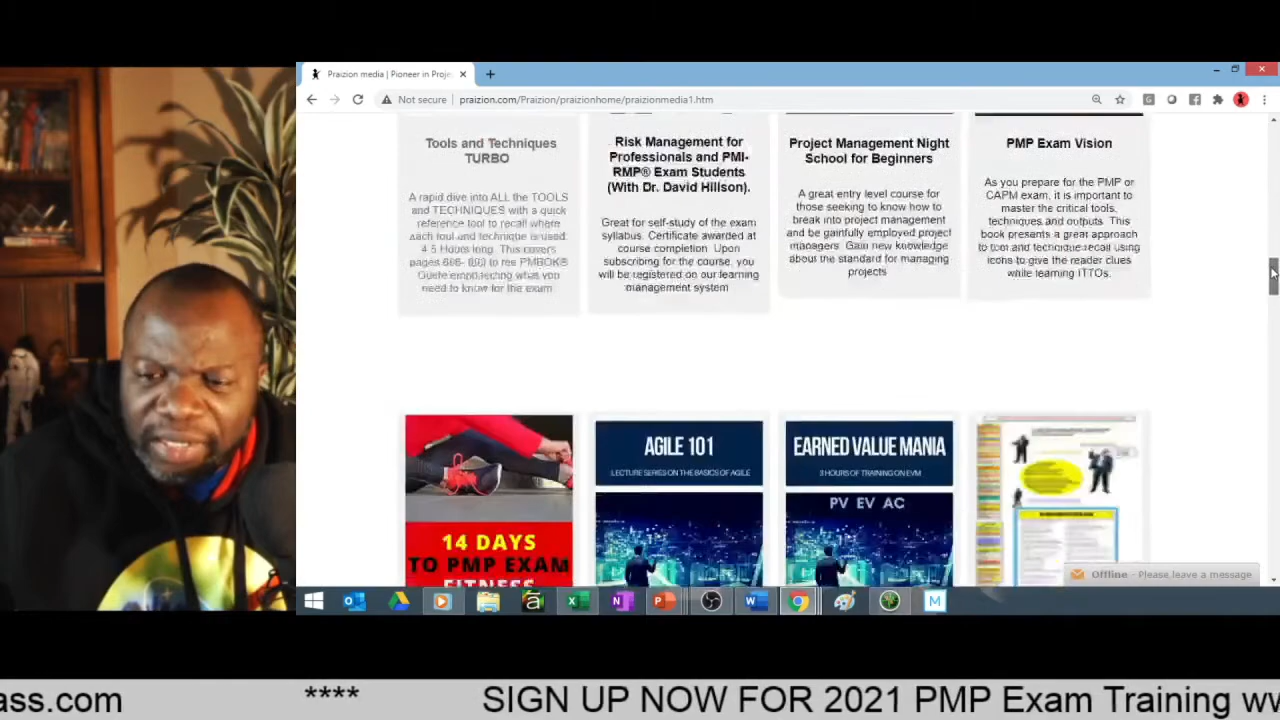 Praizion media | Pioneer in Proje
Not secure
praizion.com/Praizion/praizionhome/praizionmedia1.htm
Tools and Techniques
TURBO
A rapid dive into ALL the TOOLS
and TECHNIQUES with a quick
reference tool to recall where
each tool and technique is used.
4.5 Hours long. This covers
pages
need to know for the exam
Risk Management for
Professionals and PMI-
RMP® Exam Students
(With Dr. David Hillson).
Great for self-study of the exam
syllabus. Certificate awarded at
course completion. Upon
subscribing for the course, you
will be registered on our learning
management system
Project Management Night
School for Beginners
A great entry level course for
those seeking to know how to
break into project management
and be gainfully employed project
managers. Gain new knowledge
about the standard for managing
projects
PMP Exam Vision
As you prepare for the PMP or
CAPM exam, it is important to
master the critical tools,
techniques and outputs. This
book presents a great approach
to tool and technique recall using
icons to give the reader clues
while learning ITTOs.
14 DAYS
TO PMP EXAM
FITNESS
AGILE 101
LECTURE SERIES ON THE BASICS OF AGILE
EARNED VALUE MANIA
3 HOURS OF TRAINING ON EVM
PV EV AC
Offline - Please leave a message
ass.com **** SIGN UP NOW FOR 2021 PMP Exam Training ww